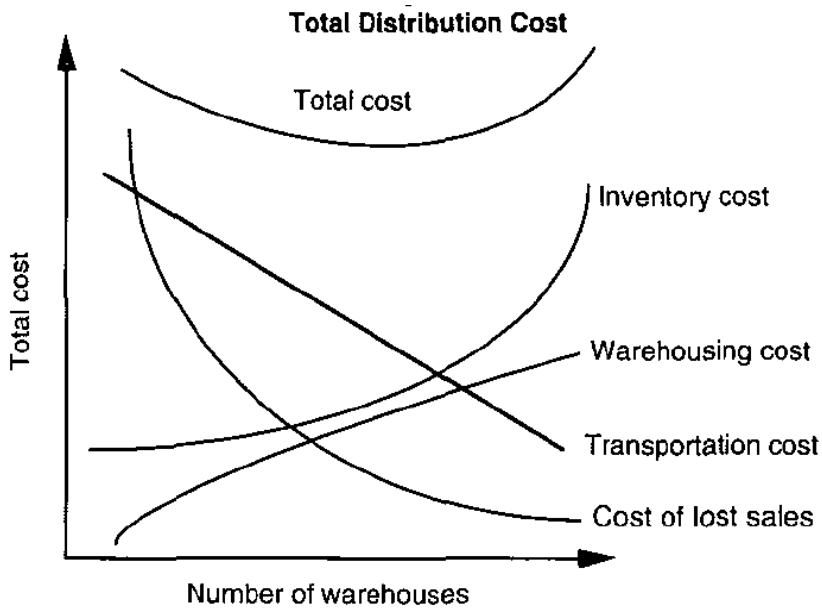 Total Distribution Cost
Total cost
Inventory cost
Total cost
Warehousing cost
Transportation cost
Cost of lost sales
Number of warehouses